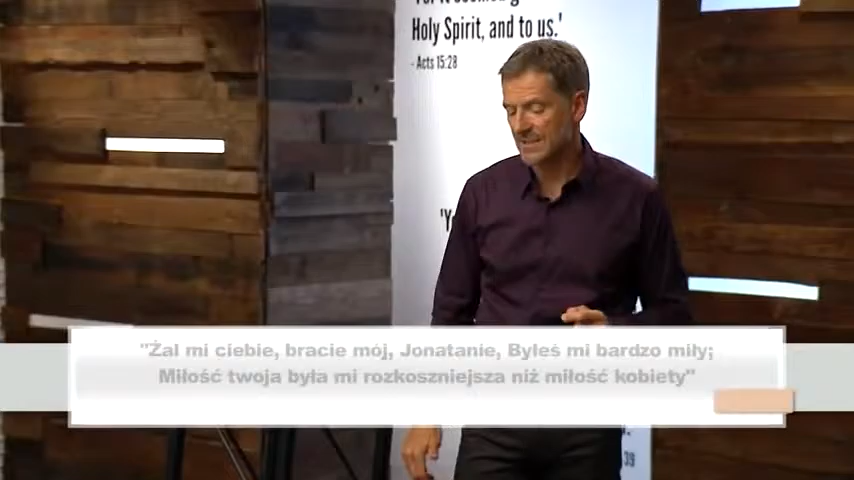 Holy Spirit, and to us.'
- Acts 15:28
"Żal mi ciebie, bracie mój, Jonatanie, Byłeś mi bardzo miły;
Miłość twoja była mi rozkoszniejsza niż miłość kobiety"
39